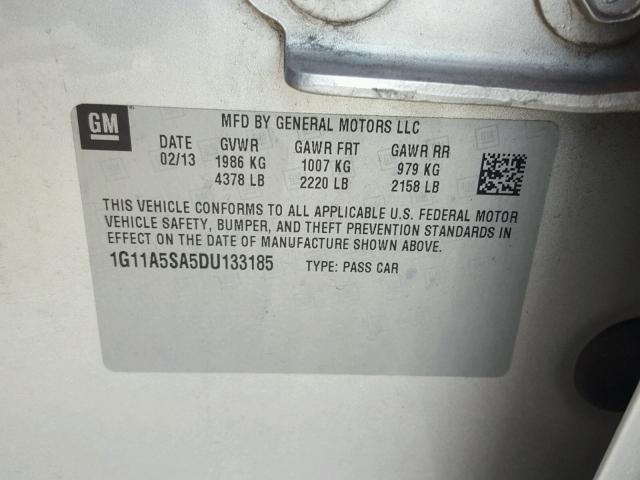 GM
MFD BY GENERAL MOTORS LLC
DATE GVWR GAWR FRT GAWR RR
02/13 1986 KG 1007 KG 979 KG
4378 LB 2220 LB 2158 LB
THIS VEHICLE CONFORMS TO ALL APPLICABLE U.S. FEDERAL MOTOR
VEHICLE SAFETY, BUMPER, AND THEFT PREVENTION STANDARDS IN
EFFECT ON THE DATE OF MANUFACTURE SHOWN ABOVE.
1G11A5SA5DU133185 TYPE: PASS CAR